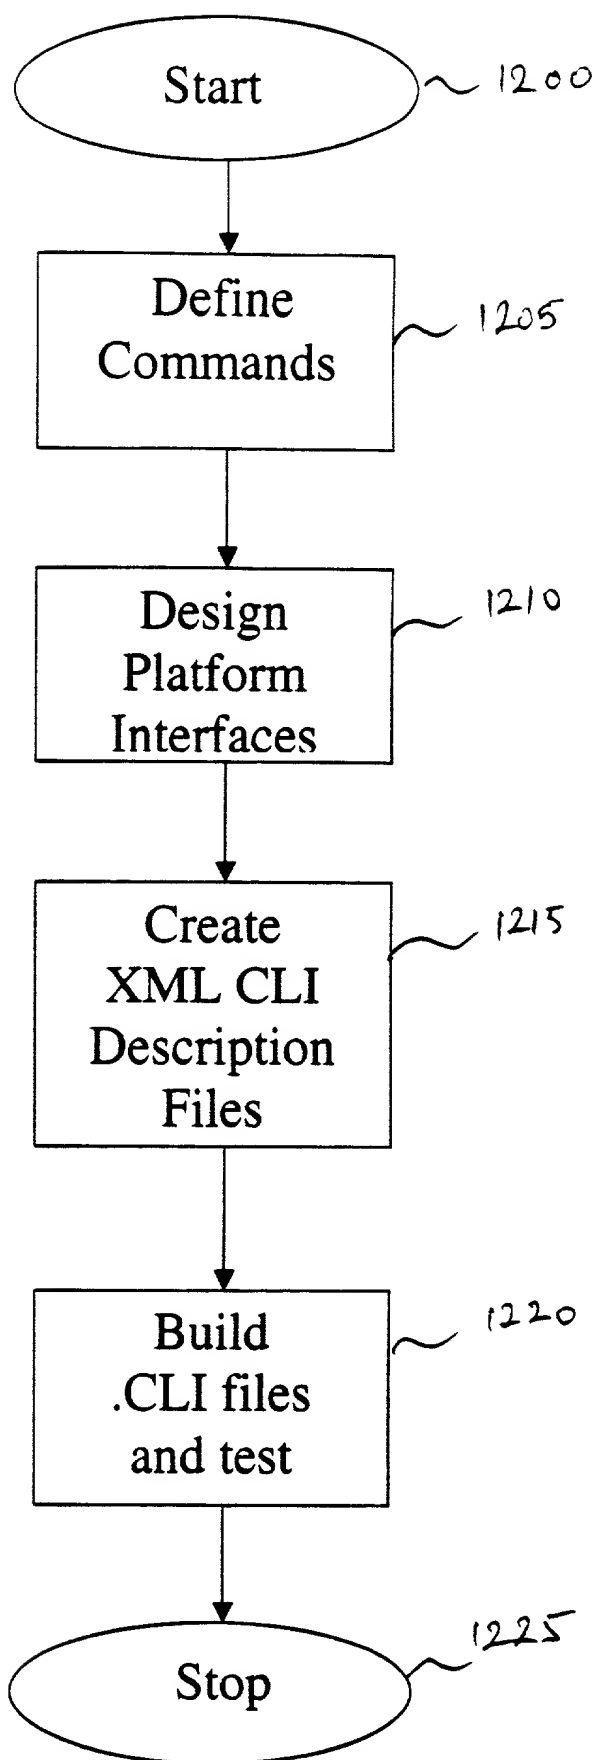 Start
1200
Define
Commands
1205
Design
Platform
Interfaces
1210
Create
XML CLI
Description
Files
1215
Build
.CLI files
and test
1220
Stop
1225